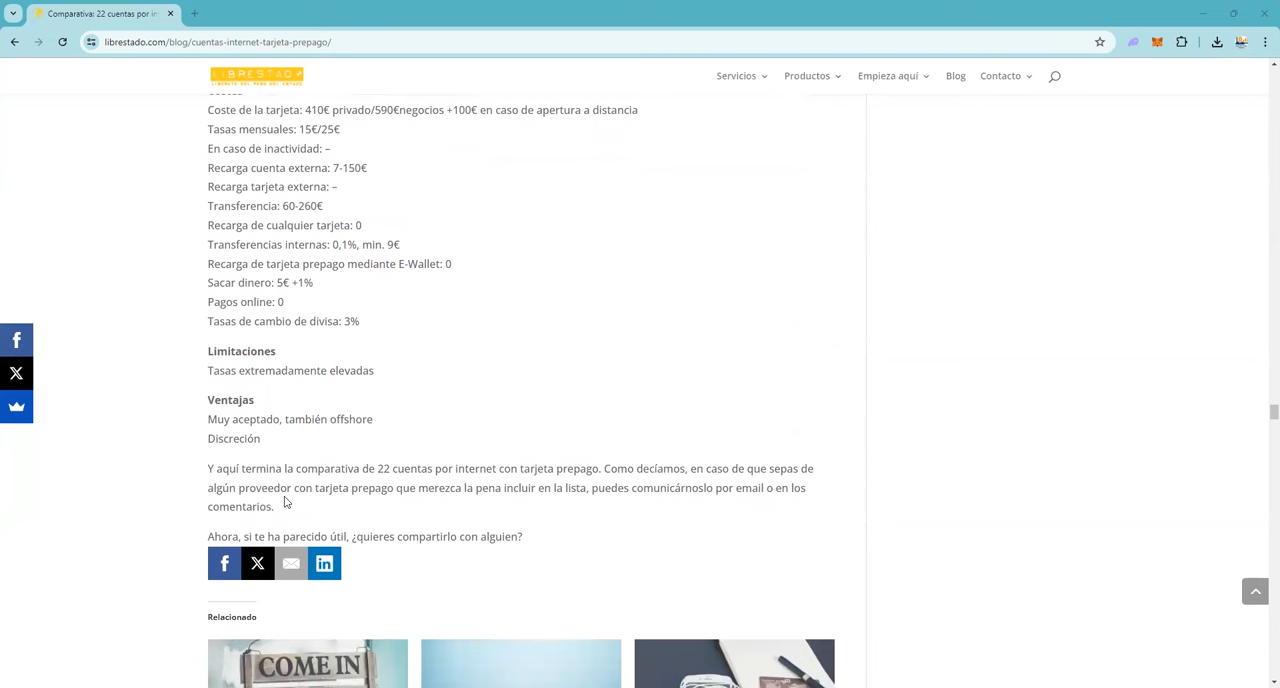 Comparativa: 22 cuentas por in
librestado.com/blog/cuentas-internet-tarjeta-prepago/
LIBRESTADO
LIBÉRATE DEL PAPA DEL ESTADO
Servicios
Productos
Empieza aquí
Blog
Contacto
Coste de la tarjeta: 410€ privado/590€negocios +100€ en caso de apertura a distancia
Tasas mensuales: 15€/25€
En caso de inactividad: –
Recarga cuenta externa: 7-150€
Recarga tarjeta externa: –
Transferencia: 60-260€
Recarga de cualquier tarjeta: 0
Transferencias internas: 0,1%, min. 9€
Recarga de tarjeta prepago mediante E-Wallet: 0
Sacar dinero: 5€ +1%
Pagos online: 0
Tasas de cambio de divisa: 3%
Limitaciones
Tasas extremadamente elevadas
Ventajas
Muy aceptado, también offshore
Discreción
Y aquí termina la comparativa de 22 cuentas por internet con tarjeta prepago. Como decíamos, en caso de que sepas de
algún proveedor con tarjeta prepago que merezca la pena incluir en la lista, puedes comunicárnoslo por email o en los
comentarios.
Ahora, si te ha parecido útil, ¿quieres compartirlo con alguien?
Relacionado
COME IN